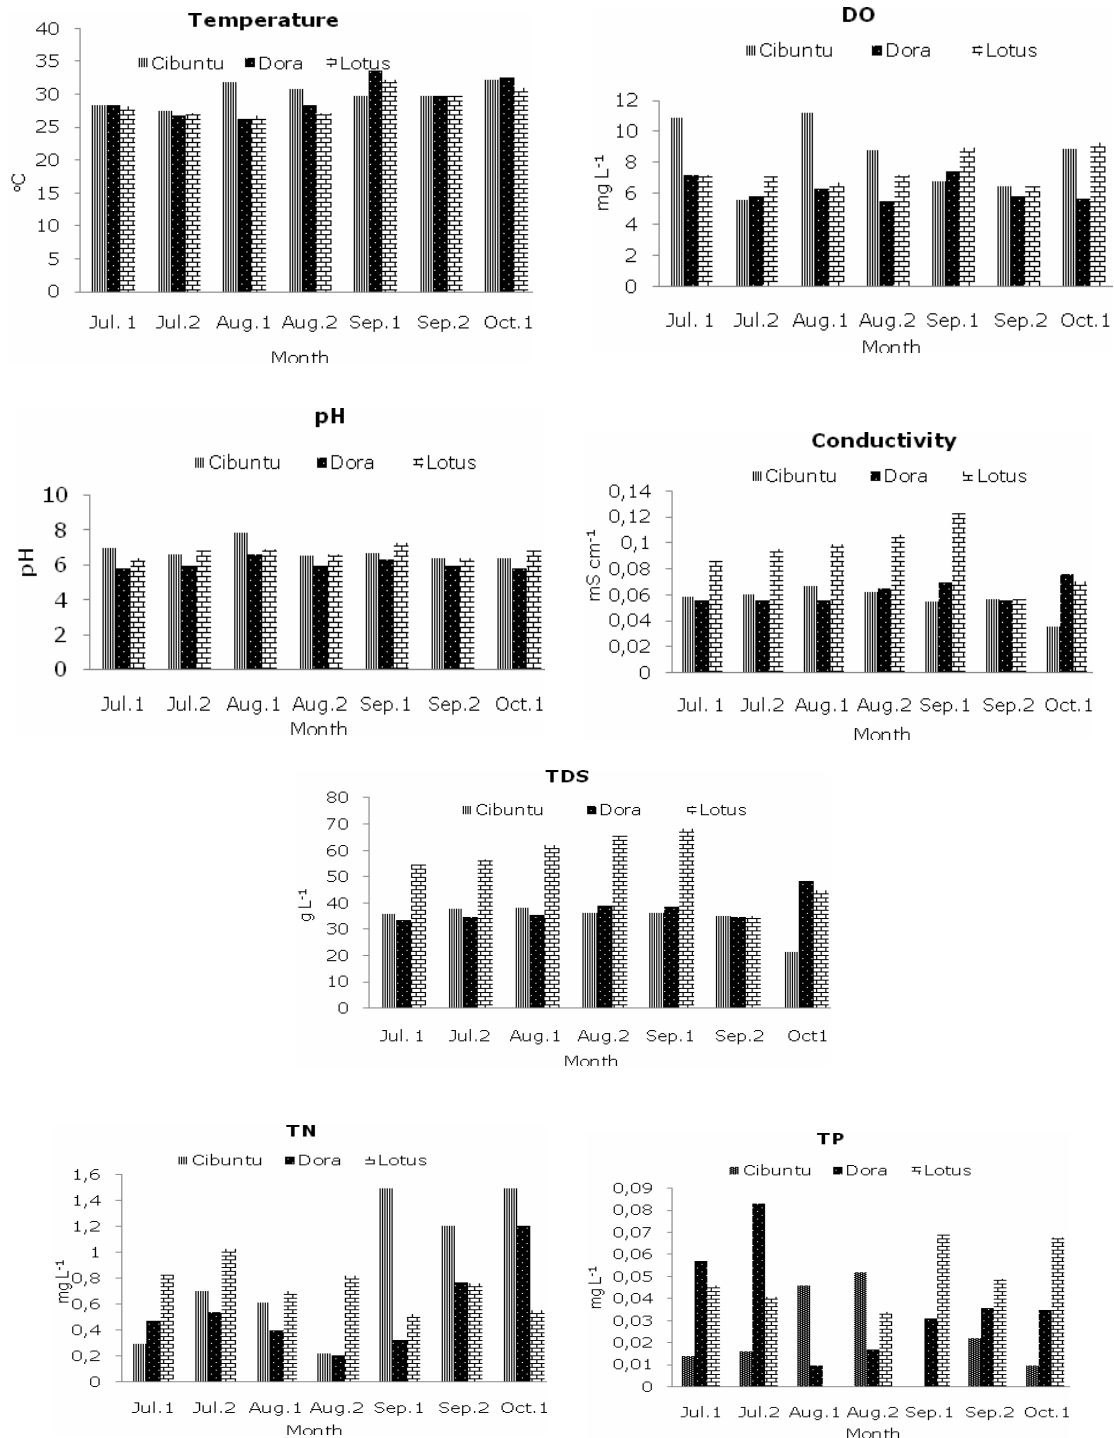 Temperature
Cibuntu Dora Lotus
40
35
30
25
20
15
10
5
0
°C
Jul. 1 Jul.2 Aug.1 Aug.2 Sep.1 Sep.2 Oct.1
Month
DO
Cibuntu Dora Lotus
12
10
8
6
4
2
0
mg L-1
Jul. 1 Jul.2 Aug.1 Aug.2 Sep.1 Sep.2 Oct.1
Month
pH
Cibuntu Dora Lotus
10
8
6
4
2
0
pH
Jul.1 Jul.2 Aug.1 Aug.2 Sep.1 Sep.2 Oct.1
Month
Conductivity
Cibuntu Dora Lotus
0,14
0,12
0,1
0,08
0,06
0,04
0,02
0
mS cm-1
Jul. 1 Jul.2 Aug.1 Aug.2 Sep.1 Sep.2 Oct.1
Month
TDS
Cibuntu Dora Lotus
80
70
60
50
40
30
20
10
0
g L-1
Jul. 1 Jul.2 Aug.1 Aug.2 Sep.1 Sep.2 Oct1
Month
TN
Cibuntu Dora Lotus
1,6
1,4
1,2
1
0,8
0,6
0,4
0,2
0
mg L-1
Jul.1 Jul.2 Aug.1 Aug.2 Sep.1 Sep.2 Oct.1
Month
TP
Cibuntu Dora Lotus
0,09
0,08
0,07
0,06
0,05
0,04
0,03
0,02
0,01
0
mg L-1
Jul.1 Jul.2 Aug.1 Aug.2 Sep.1 Sep.2 Oct.1
Month